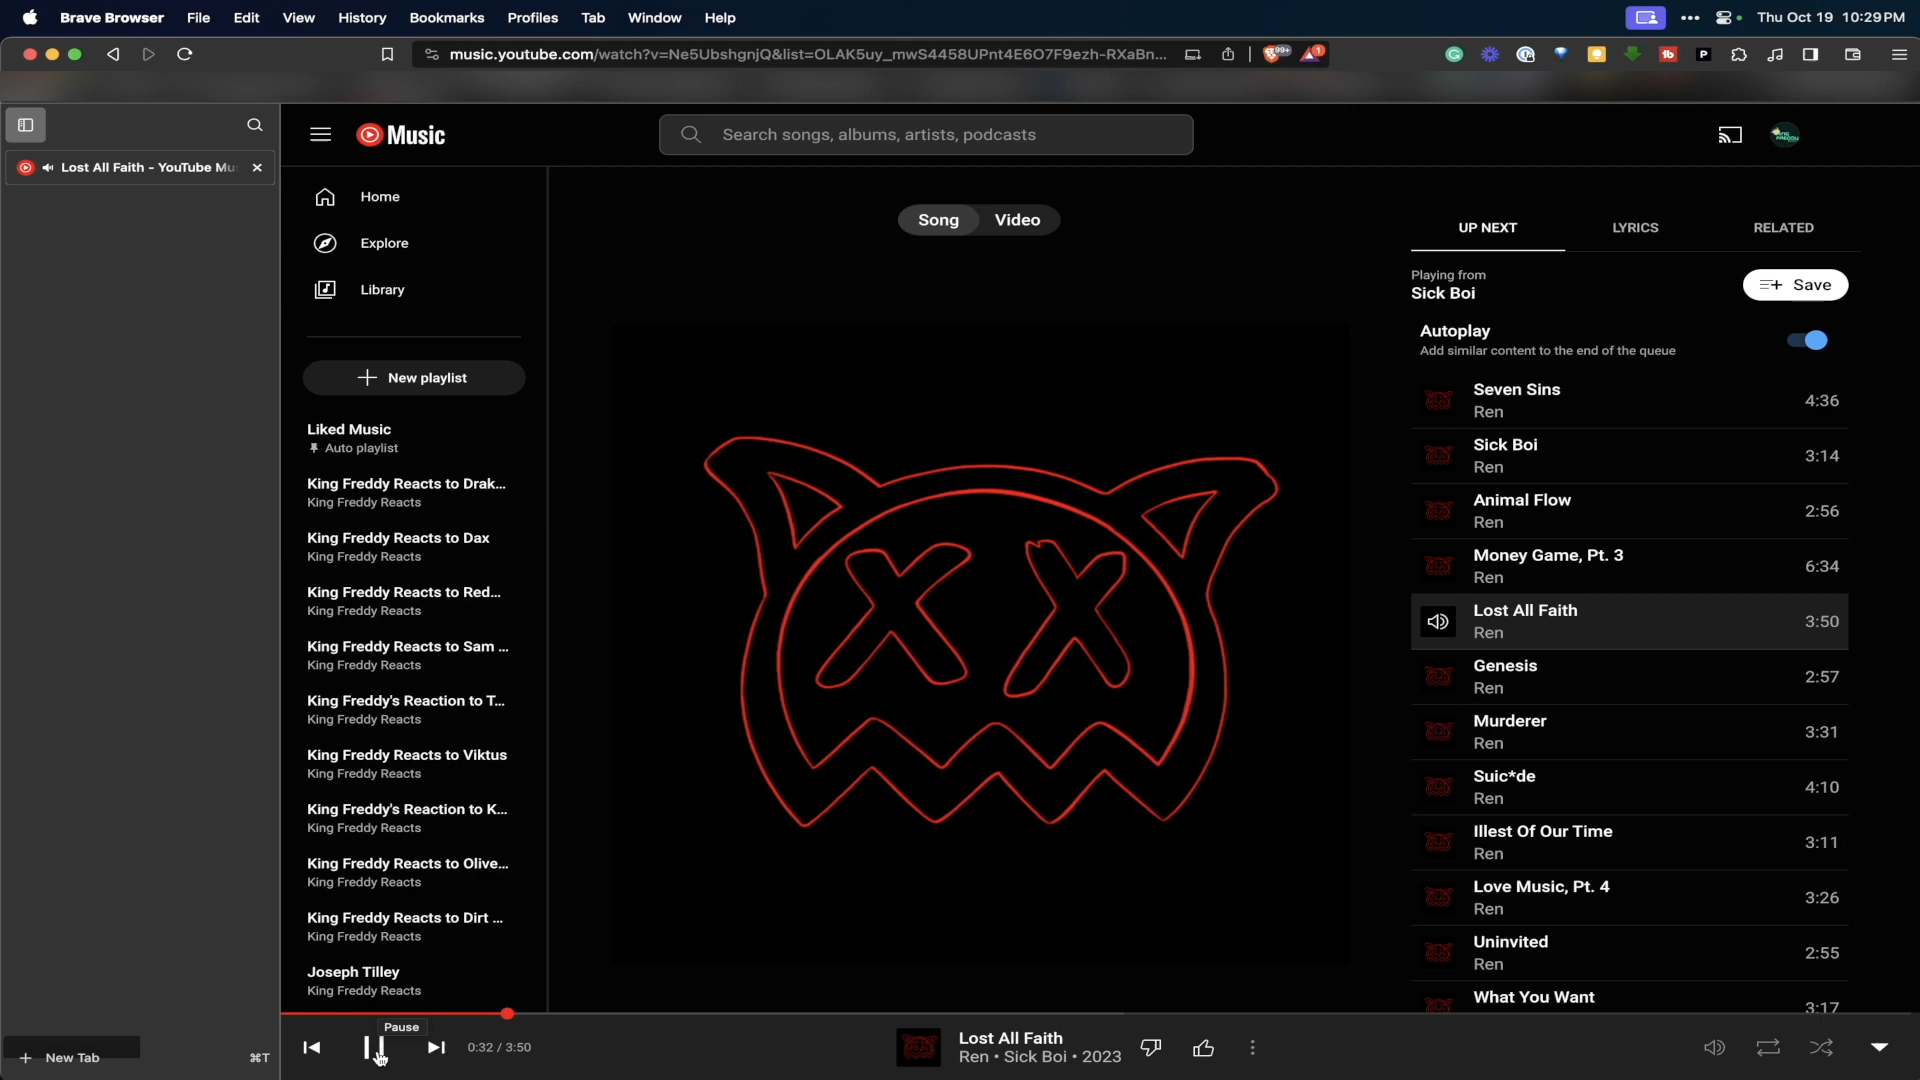 Brave Browser File Edit View History Bookmarks Profiles Tab Window Help
Thu Oct 19 10:29 PM
music.youtube.com/watch?v=Ne5UbshgnjQ&list=OLAK5uy_mwS4458UPnt4E6O7F9ezh-RXaBn...
99+
1
Lost All Faith - YouTube Mu
Music
Search songs, albums, artists, podcasts
Home
Explore
Library
New playlist
Liked Music
Auto playlist
King Freddy Reacts to Drak...
King Freddy Reacts
King Freddy Reacts to Dax
King Freddy Reacts
King Freddy Reacts to Red...
King Freddy Reacts
King Freddy Reacts to Sam ...
King Freddy Reacts
King Freddy's Reaction to T...
King Freddy Reacts
King Freddy Reacts to Viktus
King Freddy Reacts
King Freddy's Reaction to K...
King Freddy Reacts
King Freddy Reacts to Olive...
King Freddy Reacts
King Freddy Reacts to Dirt ...
King Freddy Reacts
Joseph Tilley
King Freddy Reacts
Song Video
UP NEXT LYRICS RELATED
Playing from
Sick Boi
Save
Autoplay
Add similar content to the end of the queue
Seven Sins
Ren
4:36
Sick Boi
Ren
3:14
Animal Flow
Ren
2:56
Money Game, Pt. 3
Ren
6:34
Lost All Faith
Ren
3:50
Genesis
Ren
2:57
Murderer
Ren
3:31
Suic*de
Ren
4:10
Illest Of Our Time
Ren
3:11
Love Music, Pt. 4
Ren
3:26
Uninvited
Ren
2:55
What You Want
3:17
Pause
0:32 / 3:50
Lost All Faith
Ren • Sick Boi • 2023
New Tab
⌘T